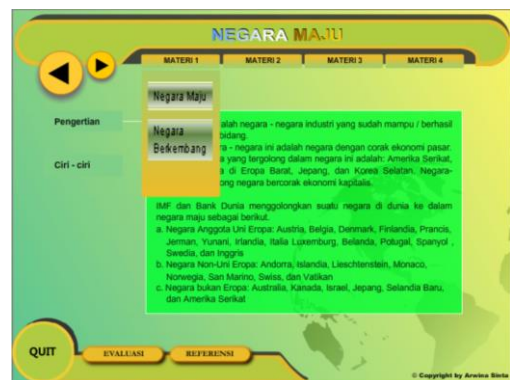 NEGARA MAJU
MATERI 1 MATERI 2 MATERI 3 MATERI 4
Negara Maju
Negara
Berkembang
Pengertian
Ciri - ciri
alah negara - negara industri yang sudah mampu / berhasil
bidang.
ra - negara ini adalah negara dengan corak ekonomi pasar.
a yang tergolong dalam negara ini adalah: Amerika Serikat,
a di Eropa Barat, Jepang, dan Korea Selatan. Negara-
ong negara bercorak ekonomi kapitalis.
IMF dan Bank Dunia menggolongkan suatu negara di dunia ke dalam
negara maju sebagai berikut.
a. Negara Anggota Uni Eropa: Austria, Belgia, Denmark, Finlandia, Prancis,
Jerman, Yunani, Irlandia, Italia Luxemburg, Belanda, Potugal, Spanyol ,
Swedia, dan Inggris
b. Negara Non-Uni Eropa: Andorra, Islandia, Lieschtenstein, Monaco,
Norwegia, San Marino, Swiss, dan Vatikan
c. Negara bukan Eropa: Australia, Kanada, Israel, Jepang, Selandia Baru,
dan Amerika Serikat
QUIT EVALUASI REFERENSI
© Copyright by Arwina Sinta